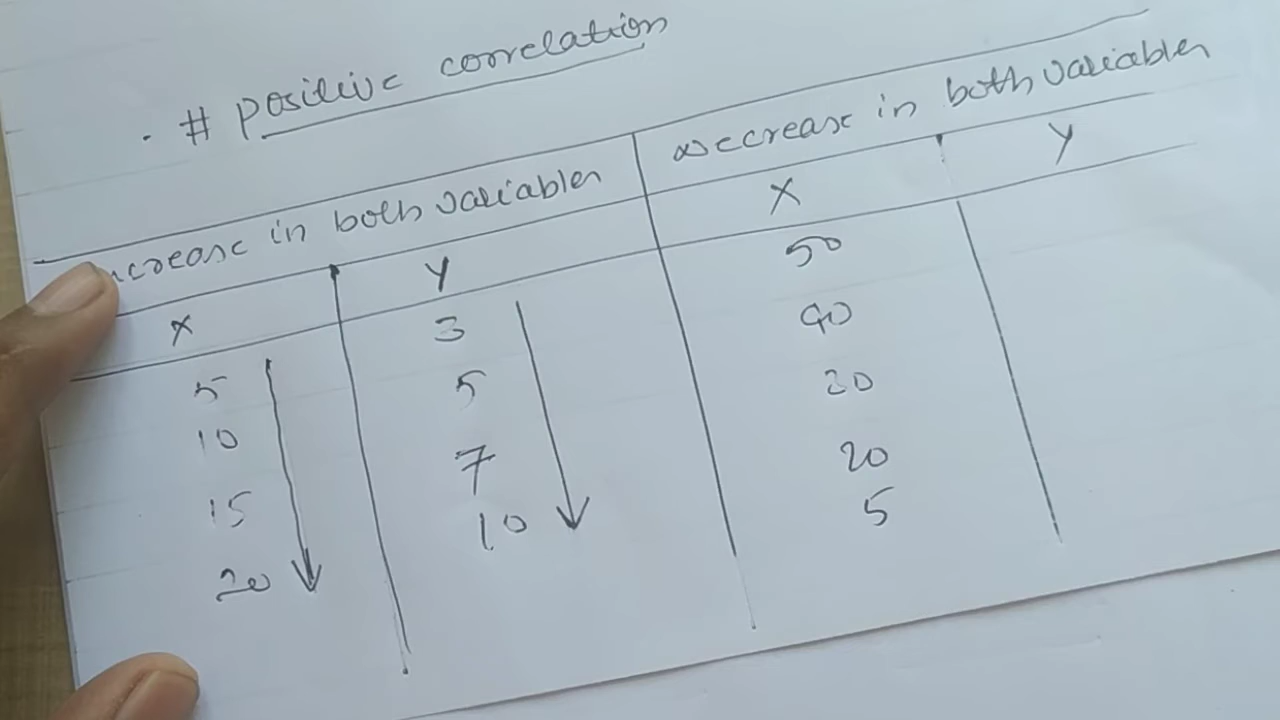 # Positive correlation
ncrease in both variables
Decrease in both variables
X Y X Y
5 3 50
10 5 40
15 7 30
20 10 20
5